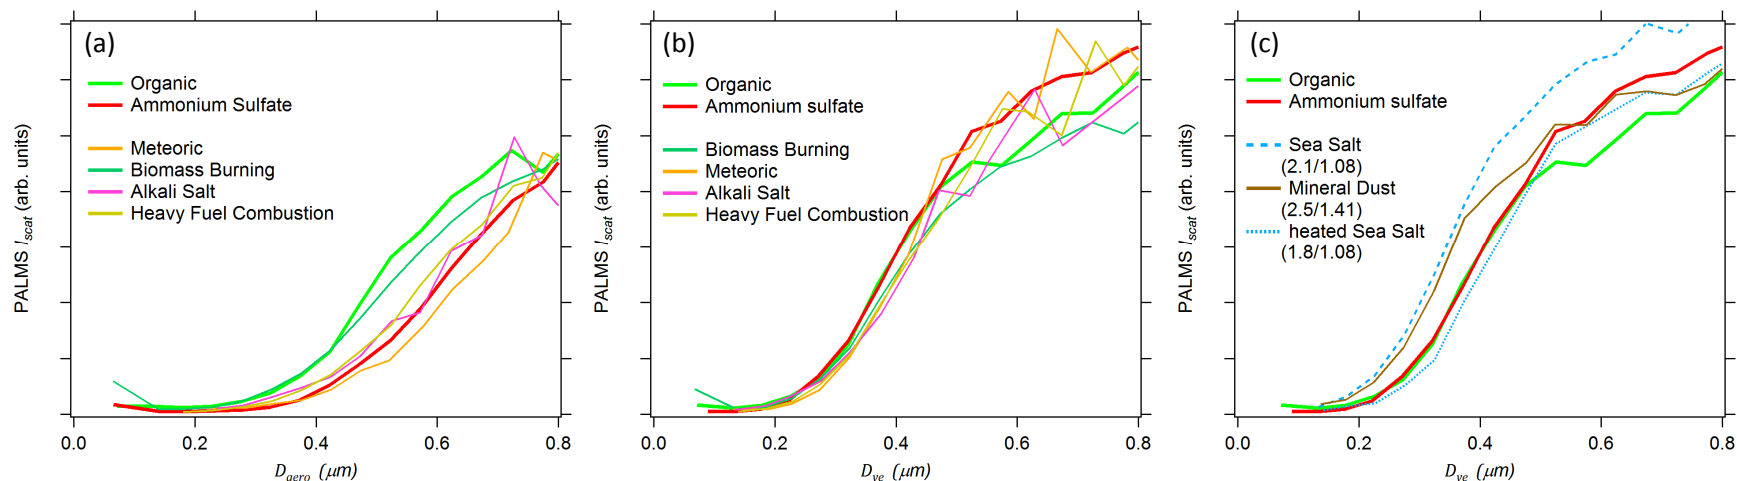 (a)
Organic
Ammonium Sulfate
Meteoric
Biomass Burning
Alkali Salt
Heavy Fuel Combustion
PALMS I_scat (arb. units)
0.0 0.2 0.4 0.6 0.8
D_aero (μm)
(b)
Organic
Ammonium sulfate
Biomass Burning
Meteoric
Alkali Salt
Heavy Fuel Combustion
PALMS I_scat (arb. units)
0.0 0.2 0.4 0.6 0.8
D_ve (μm)
(c)
Organic
Ammonium sulfate
Sea Salt
(2.1/1.08)
Mineral Dust
(2.5/1.41)
heated Sea Salt
(1.8/1.08)
PALMS I_scat (arb. units)
0.0 0.2 0.4 0.6 0.8
D_ve (μm)